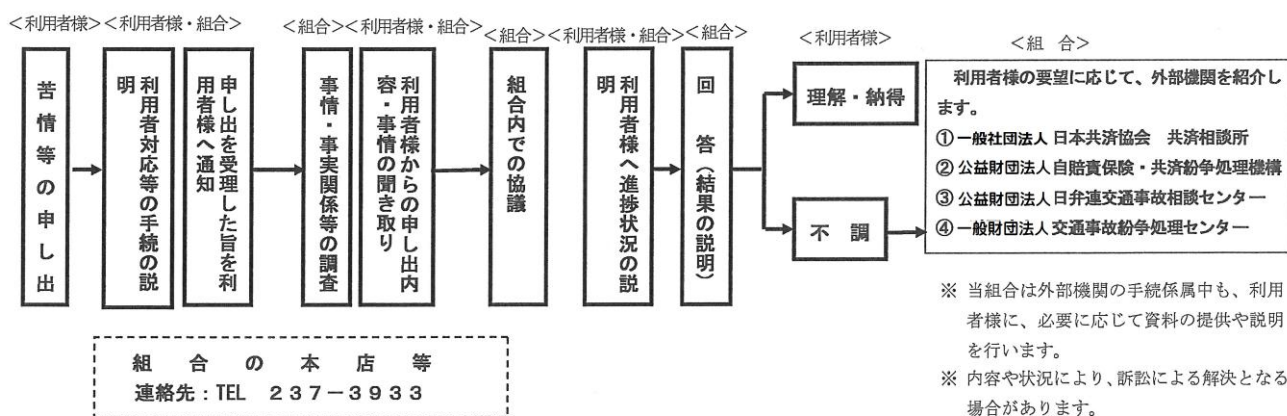 <利用者様>
<利用者様・組合>
<組合>
<利用者様・組合>
<組合>
<利用者様・組合>
<組合>
<利用者様>
<組 合>
苦情等の申し出
利用者対応等の手続の説
明
申し出を受理した旨を利
用者様へ通知
事情・事実関係等の調査
利用者様からの申し出内
容・事情の聞き取り
組合内での協議
利用者様へ進捗状況の説
明
回 答(結果の説明)
理解・納得
不 調
利用者様の要望に応じて、外部機関を紹介し
ます。
①一般社団法人 日本共済協会 共済相談所
②公益財団法人 自賠責保険・共済紛争処理機構
③公益財団法人 日弁連交通事故相談センター
④一般財団法人 交通事故紛争処理センター
※ 当組合は外部機関の手続係属中も、利用
者様に、必要に応じて資料の提供や説明
を行います。
※ 内容や状況により、訴訟による解決となる
場合があります。
組 合 の 本 店 等
連絡先:TEL 237-3933